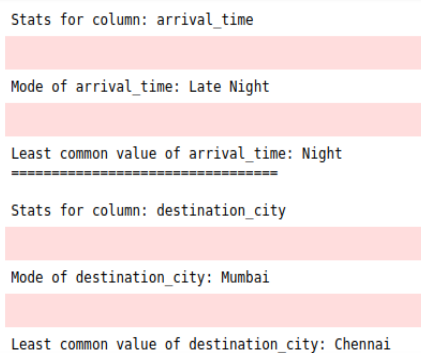 Stats for column: arrival_time
Mode of arrival_time: Late Night
Least common value of arrival_time: Night
=================================
Stats for column: destination_city
Mode of destination_city: Mumbai
Least common value of destination_city: Chennai